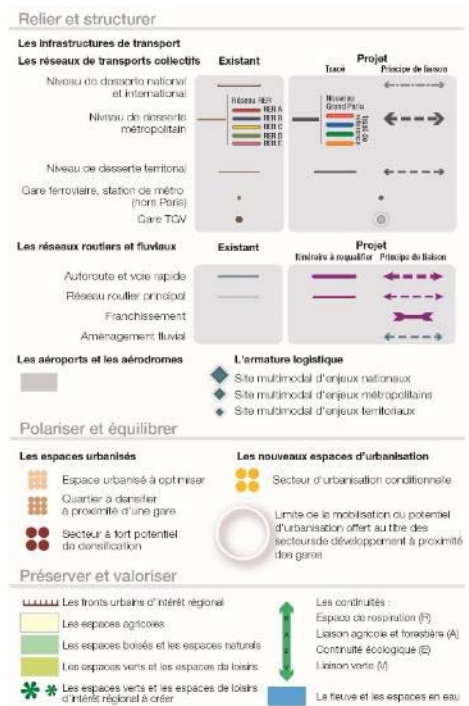 Relier et structurer
Les infrastructures de transport
Les réseaux de transports collectifs
Existant
Projet
Tracé
Principe de liaison
Niveau de desserte national
et international
Niveau de desserte
métropolitain
Réseau RER
RER A
RER B
RER C
RER D
RER E
Nouveau
Grand Paris
tracé de
référence
Niveau de desserte territorial
Gare ferroviaire, station de métro
(hors Paris)
Gare TGV
Les réseaux routiers et fluviaux
Existant
Projet
Itinéraire à requalifier
Principe de liaison
Autoroute et voie rapide
Réseau routier principal
Franchissement
Aménagement fluvial
Les aéroports et les aérodromes
L'armature logistique
Site multimodal d'enjeux nationaux
Site multimodal d'enjeux métropolitains
Site multimodal d'enjeux territoriaux
Polariser et équilibrer
Les espaces urbanisés
Espace urbanisé à optimiser
Quartier à densifier
à proximité d'une gare
Secteur à fort potentiel
de densification
Les nouveaux espaces d'urbanisation
Secteur d'urbanisation conditionnelle
Limite de la mobilisation du potentiel
d'urbanisation offert au titre des
secteursde développement à proximité
des gares
Préserver et valoriser
Les fronts urbains d'intérêt régional
Les espaces agricoles
Les espaces boisés et les espaces naturels
Les espaces verts et les espaces de loisirs
Les espaces verts et les espaces de loisirs
d'intérêt régional à créer
R
A
E
V
Les continuités :
Espace de respiration (R)
Liaison agricole et forestière (A)
Continuité écologique (E)
Liaison verte (V)
Le fleuve et les espaces en eau